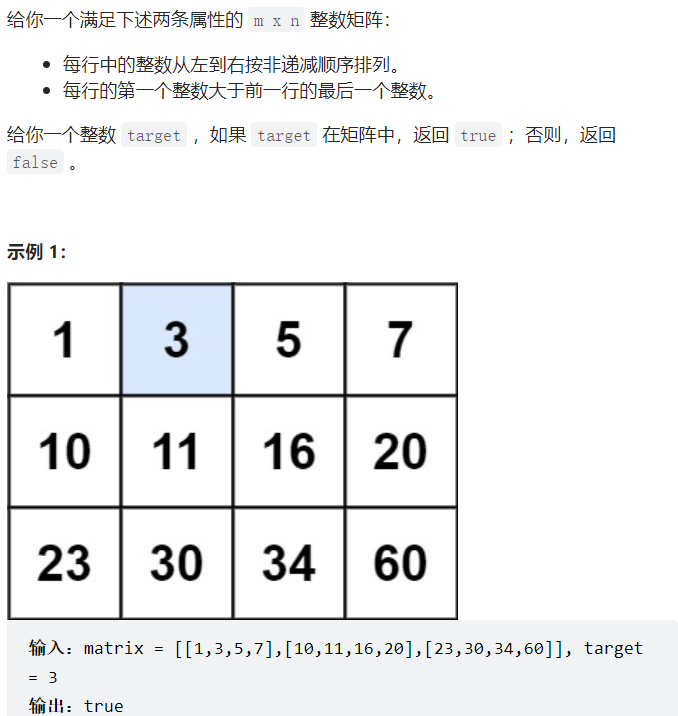 给你一个满足下述两条属性的 m x n 整数矩阵：
每行中的整数从左到右按非递减顺序排列。
每行的第一个整数大于前一行的最后一个整数。
给你一个整数 target ，如果 target 在矩阵中，返回 true ；否则，返回
false 。
示例 1：
1 3 5 7
10 11 16 20
23 30 34 60
输入：matrix = [[1,3,5,7],[10,11,16,20],[23,30,34,60]], target
= 3
输出：true